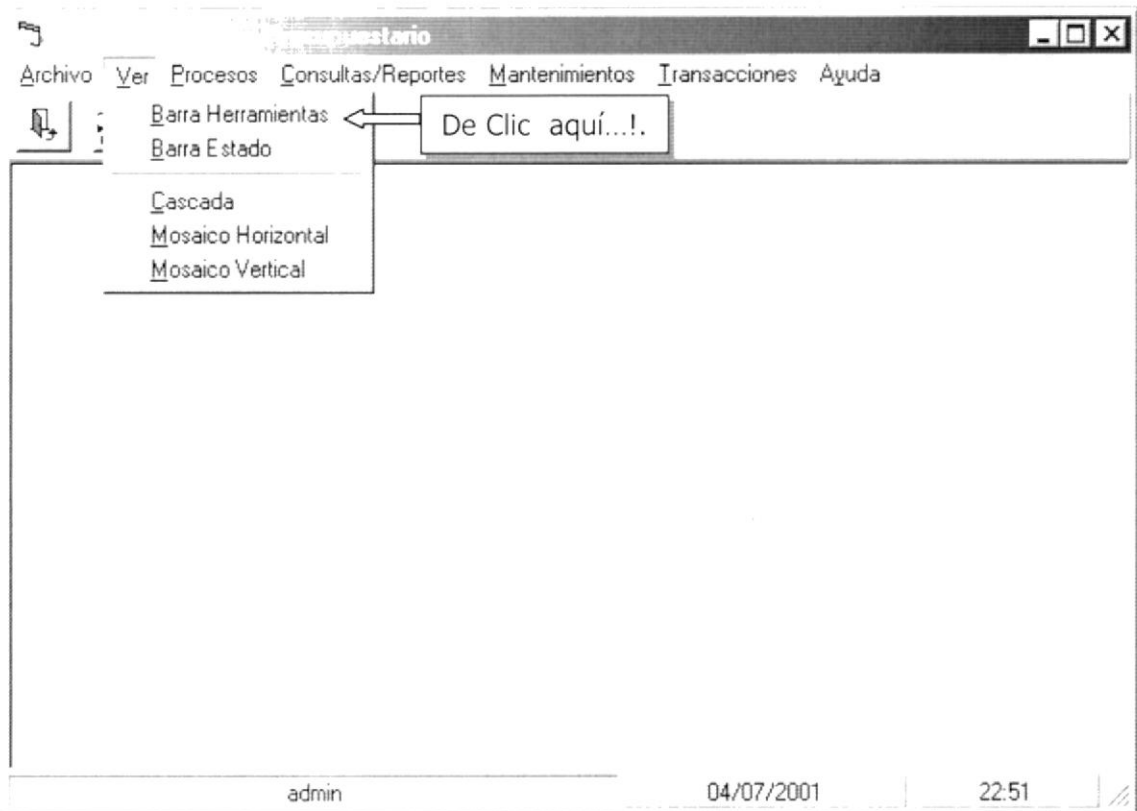 Archivo Ver Procesos Consultas/Reportes Mantenimientos Transacciones Ayuda
Barra Herramientas
De Clic aquí...!.
Barra Estado
Cascada
Mosaico Horizontal
Mosaico Vertical
admin 04/07/2001 22:51